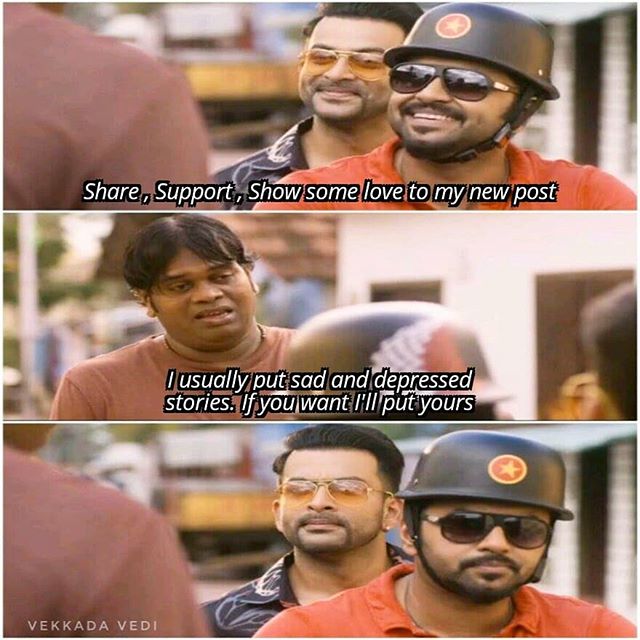 Share , Support , Show some love to my new post
I usually put sad and depressed
stories. If you want I'll put yours
VEKKADA VEDI